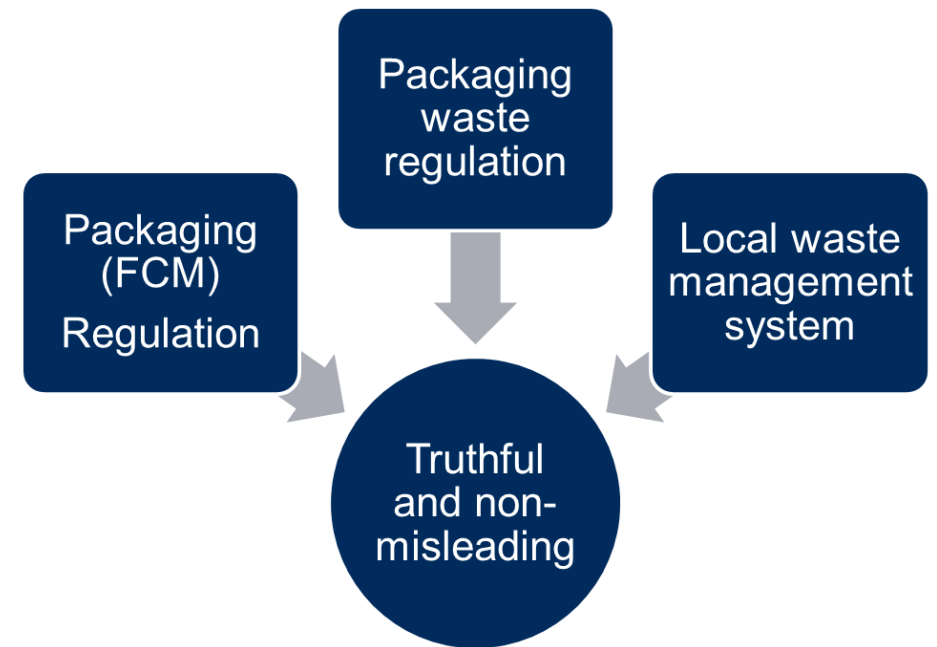 Packaging
waste
regulation
Packaging
(FCM)
Regulation
Local waste
management
system
Truthful
and non-
misleading